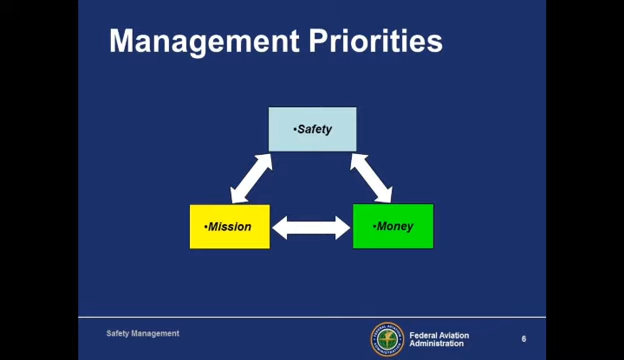 Management Priorities
•Safety
•Mission
•Money
Safety Management
Federal Aviation
Administration
6